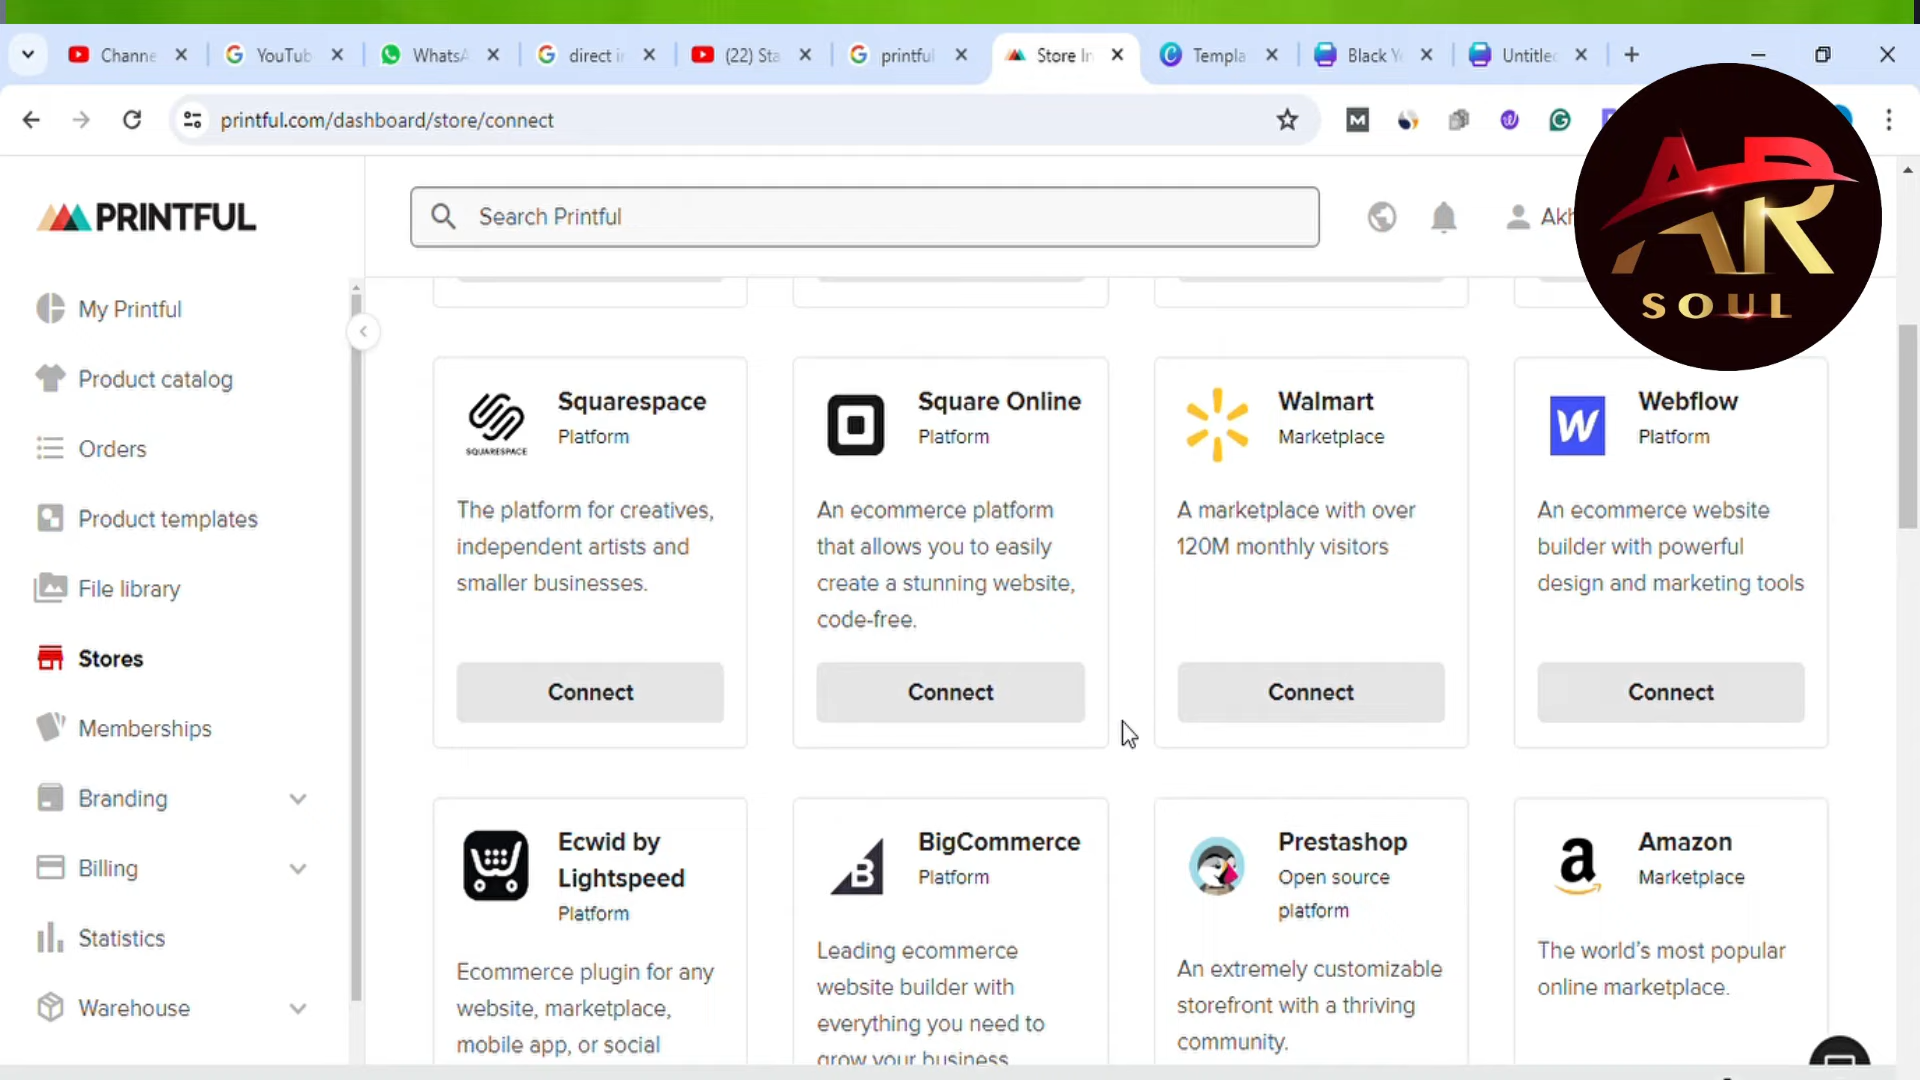 Channe
YouTub
WhatsA
direct in
(22) Sta
printful
Store In
Templa
Black Y
Untitled
printful.com/dashboard/store/connect
PRINTFUL
Search Printful
Akh
AR
SOUL
My Printful
Product catalog
Orders
Product templates
File library
Stores
Memberships
Branding
Billing
Statistics
Warehouse
Squarespace
Platform
SQUARESPACE
The platform for creatives,
independent artists and
smaller businesses.
Connect
Square Online
Platform
An ecommerce platform
that allows you to easily
create a stunning website,
code-free.
Connect
Walmart
Marketplace
A marketplace with over
120M monthly visitors
Connect
Webflow
Platform
An ecommerce website
builder with powerful
design and marketing tools
Connect
Ecwid by
Lightspeed
Platform
Ecommerce plugin for any
website, marketplace,
mobile app, or social
BigCommerce
Platform
Leading ecommerce
website builder with
everything you need to
grow your business
Prestashop
Open source
platform
An extremely customizable
storefront with a thriving
community.
Amazon
Marketplace
The world's most popular
online marketplace.